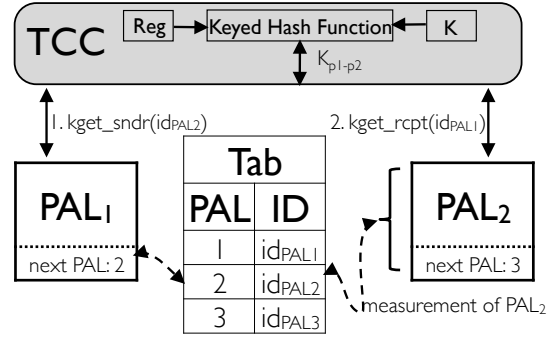 TCC
Reg
Keyed Hash Function
K
Kp1-p2
1. kget_sndr(idPAL2)
2. kget_rcpt(idPAL1)
Tab
PAL ID
1 idPAL1
2 idPAL2
3 idPAL3
PAL1
next PAL: 2
PAL2
next PAL: 3
measurement of PAL2